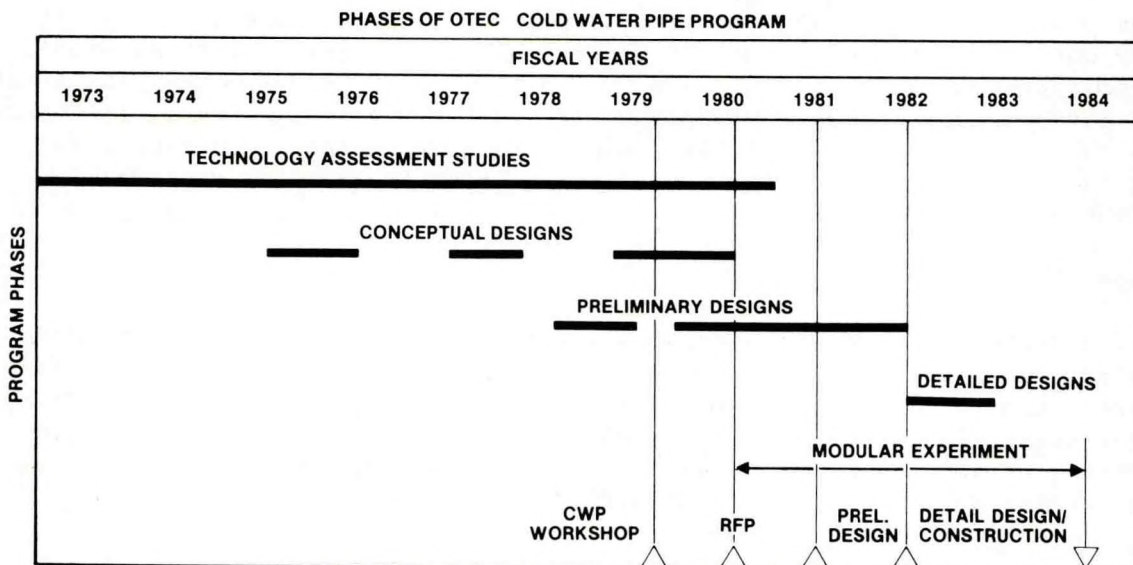 PHASES OF OTEC COLD WATER PIPE PROGRAM
FISCAL YEARS
1973 1974 1975 1976 1977 1978 1979 1980 1981 1982 1983 1984
PROGRAM PHASES
TECHNOLOGY ASSESSMENT STUDIES
CONCEPTUAL DESIGNS
PRELIMINARY DESIGNS
DETAILED DESIGNS
MODULAR EXPERIMENT
CWP
WORKSHOP
RFP
PREL.
DESIGN
DETAIL DESIGN/
CONSTRUCTION